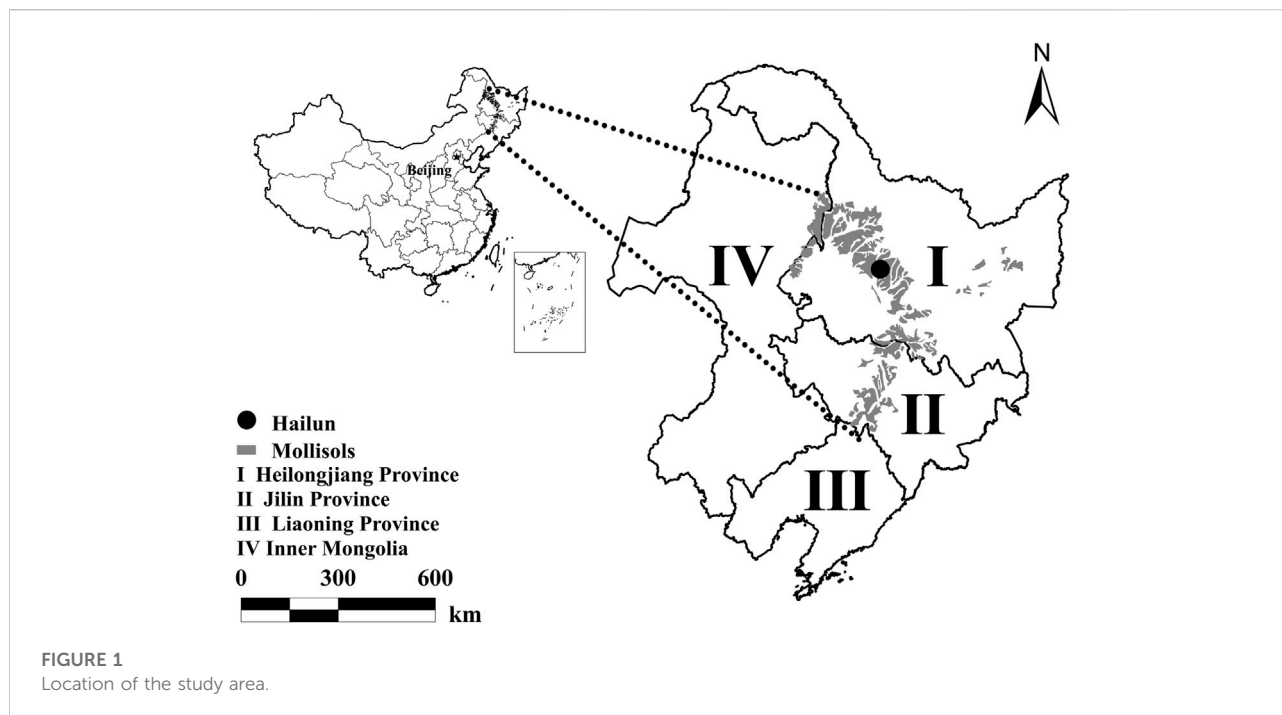 N
Beijing
IV
I
II
III
Hailun
Mollisols
I Heilongjiang Province
II Jilin Province
III Liaoning Province
IV Inner Mongolia
0 300 600
km
FIGURE 1
Location of the study area.